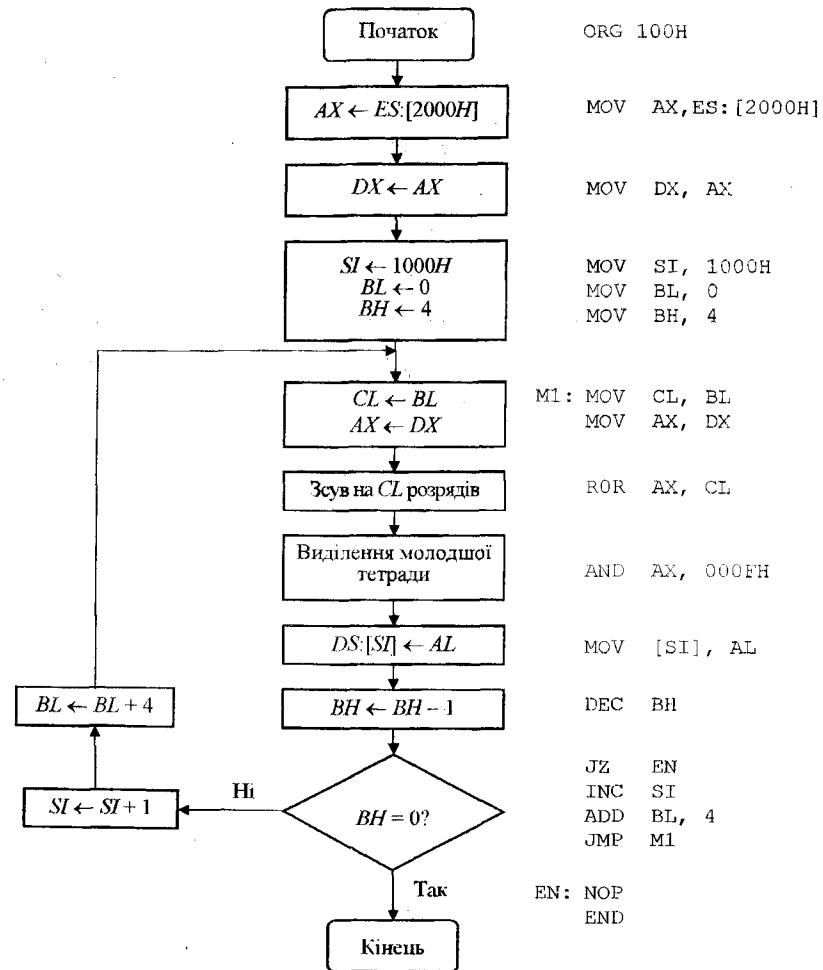 Початок
ORG 100H
AX ← ES:[2000H]
MOV AX,ES:[2000H]
DX ← AX
MOV DX, AX
SI ← 1000H
BL ← 0
BH ← 4
MOV SI, 1000H
MOV BL, 0
MOV BH, 4
CL ← BL
AX ← DX
M1: MOV CL, BL
MOV AX, DX
Зсув на CL розрядів
ROR AX, CL
Виділення молодшої
тетради
AND AX, 000FH
DS:[SI] ← AL
MOV [SI], AL
BL ← BL + 4
BH ← BH − 1
DEC BH
SI ← SI + 1
Ні
BH = 0?
JZ EN
INC SI
ADD BL, 4
JMP M1
Так
EN: NOP
END
Кінець